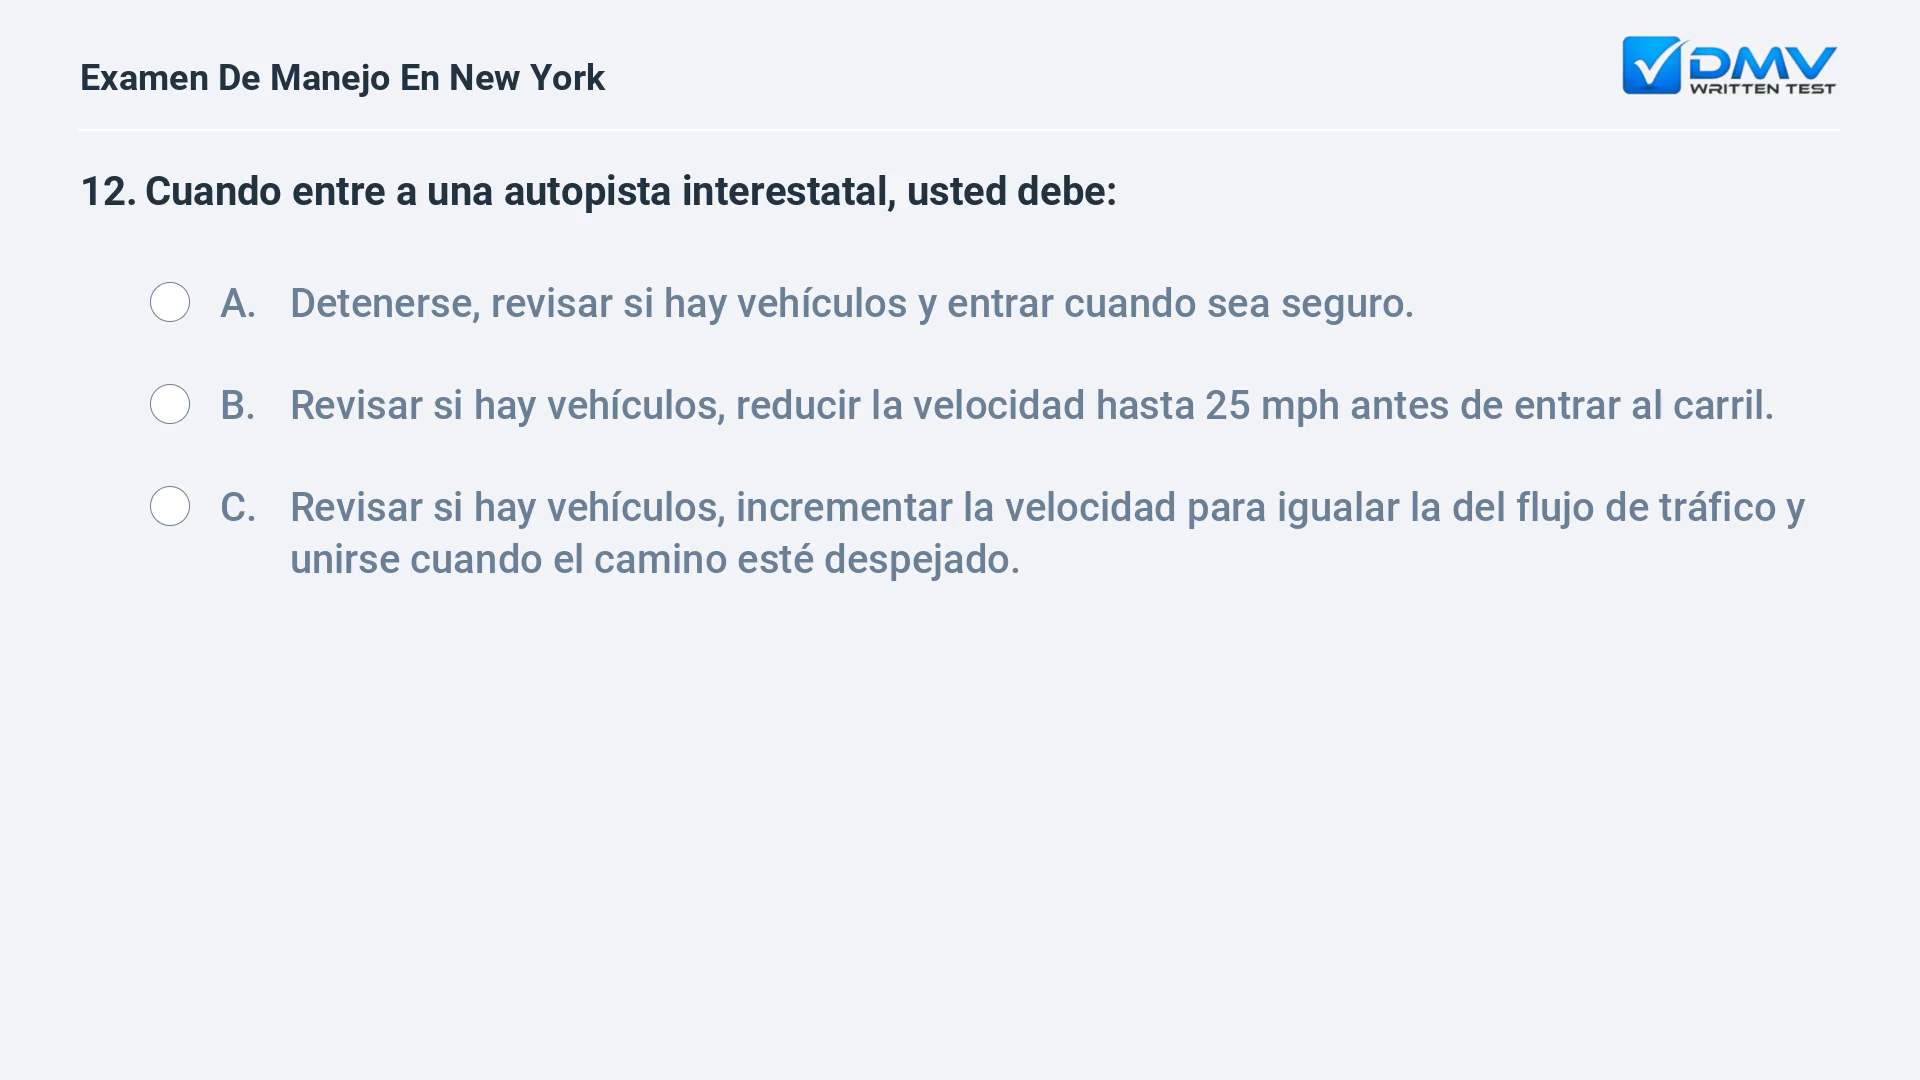 Examen De Manejo En New York
DMV
WRITTEN TEST
12. Cuando entre a una autopista interestatal, usted debe:
A. Detenerse, revisar si hay vehículos y entrar cuando sea seguro.
B. Revisar si hay vehículos, reducir la velocidad hasta 25 mph antes de entrar al carril.
C. Revisar si hay vehículos, incrementar la velocidad para igualar la del flujo de tráfico y
unirse cuando el camino esté despejado.